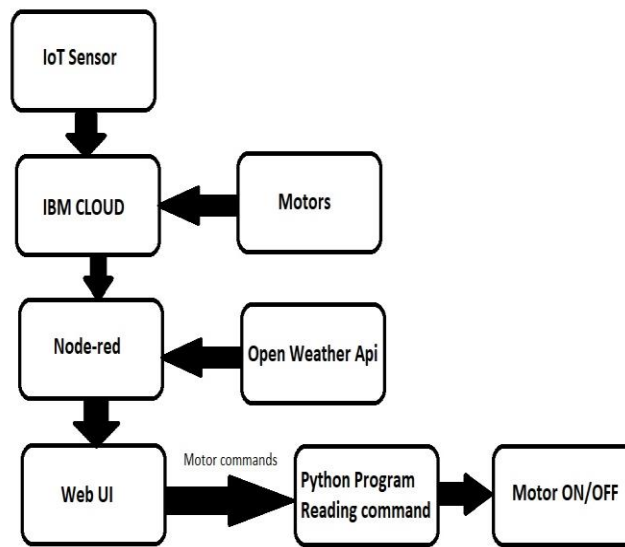 IoT Sensor
IBM CLOUD
Motors
Node-red
Open Weather Api
Web UI
Motor commands
Python Program
Reading command
Motor ON/OFF